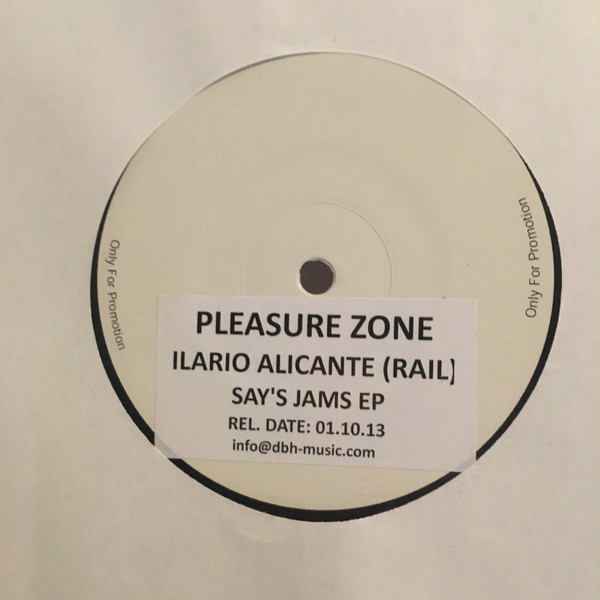 Only For Promotion
Only For Promotion
PLEASURE ZONE
ILARIO ALICANTE (RAIL)
SAY'S JAMS EP
REL. DATE: 01.10.13
info@dbh-music.com